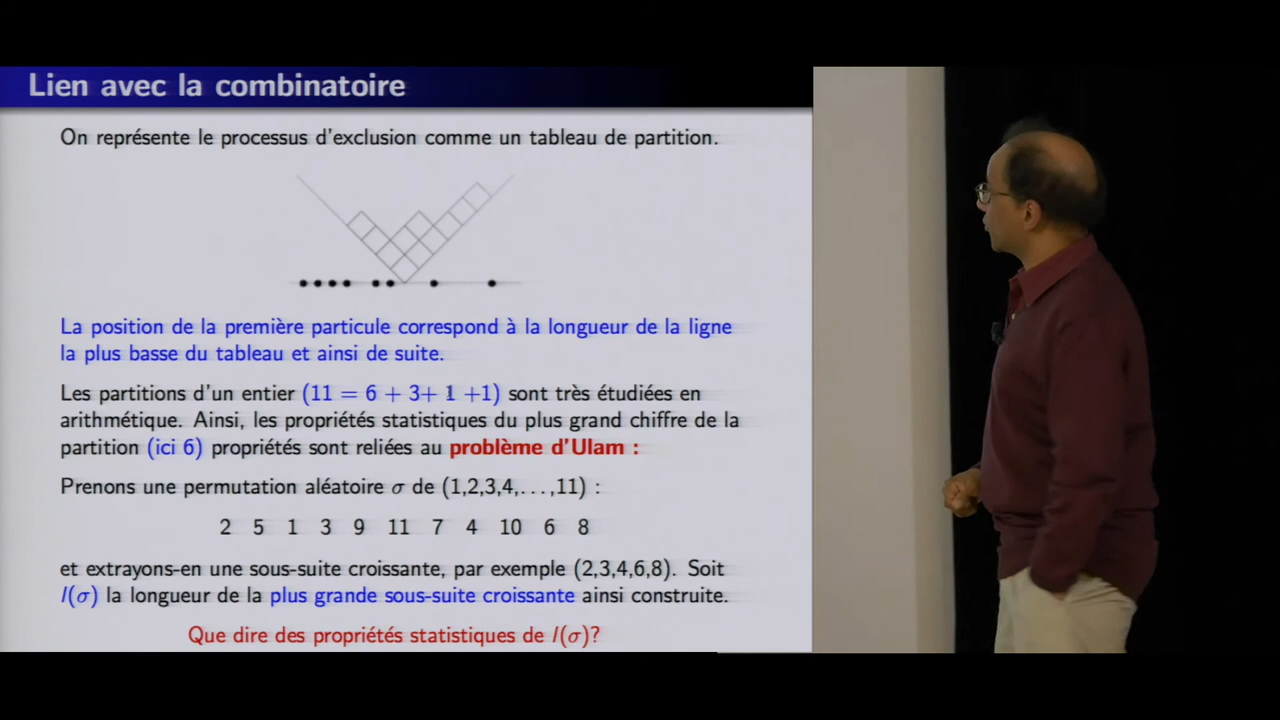 Lien avec la combinatoire
On représente le processus d'exclusion comme un tableau de partition.
La position de la première particule correspond à la longueur de la ligne
la plus basse du tableau et ainsi de suite.
Les partitions d'un entier (11 = 6 + 3+ 1 +1) sont très étudiées en
arithmétique. Ainsi, les propriétés statistiques du plus grand chiffre de la
partition (ici 6) propriétés sont reliées au problème d'Ulam :
Prenons une permutation aléatoire σ de (1,2,3,4,. . . ,11) :
2 5 1 3 9 11 7 4 10 6 8
et extrayons-en une sous-suite croissante, par exemple (2,3,4,6,8). Soit
l(σ) la longueur de la plus grande sous-suite croissante ainsi construite.
Que dire des propriétés statistiques de l(σ)?